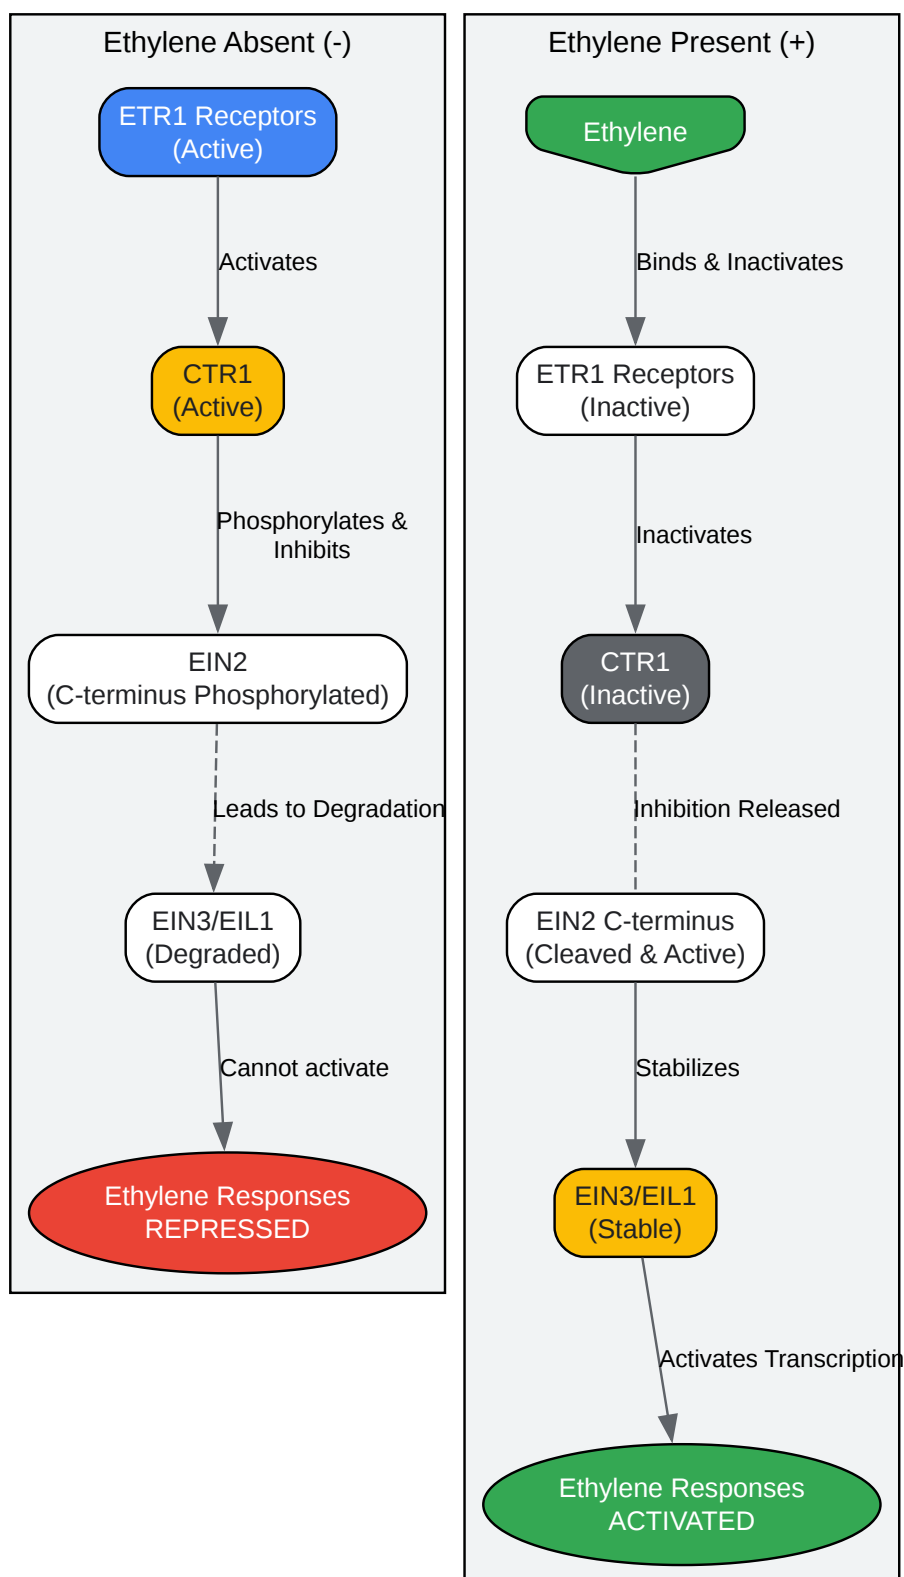 Ethylene Absent (-)
ETR1 Receptors
(Active)
Activates
CTR1
(Active)
Phosphorylates &
Inhibits
EIN2
(C-terminus Phosphorylated)
Leads to Degradation
EIN3/EIL1
(Degraded)
Cannot activate
Ethylene Responses
REPRESSED
Ethylene Present (+)
Ethylene
Binds & Inactivates
ETR1 Receptors
(Inactive)
Inactivates
CTR1
(Inactive)
Inhibition Released
EIN2 C-terminus
(Cleaved & Active)
Stabilizes
EIN3/EIL1
(Stable)
Activates Transcription
Ethylene Responses
ACTIVATED